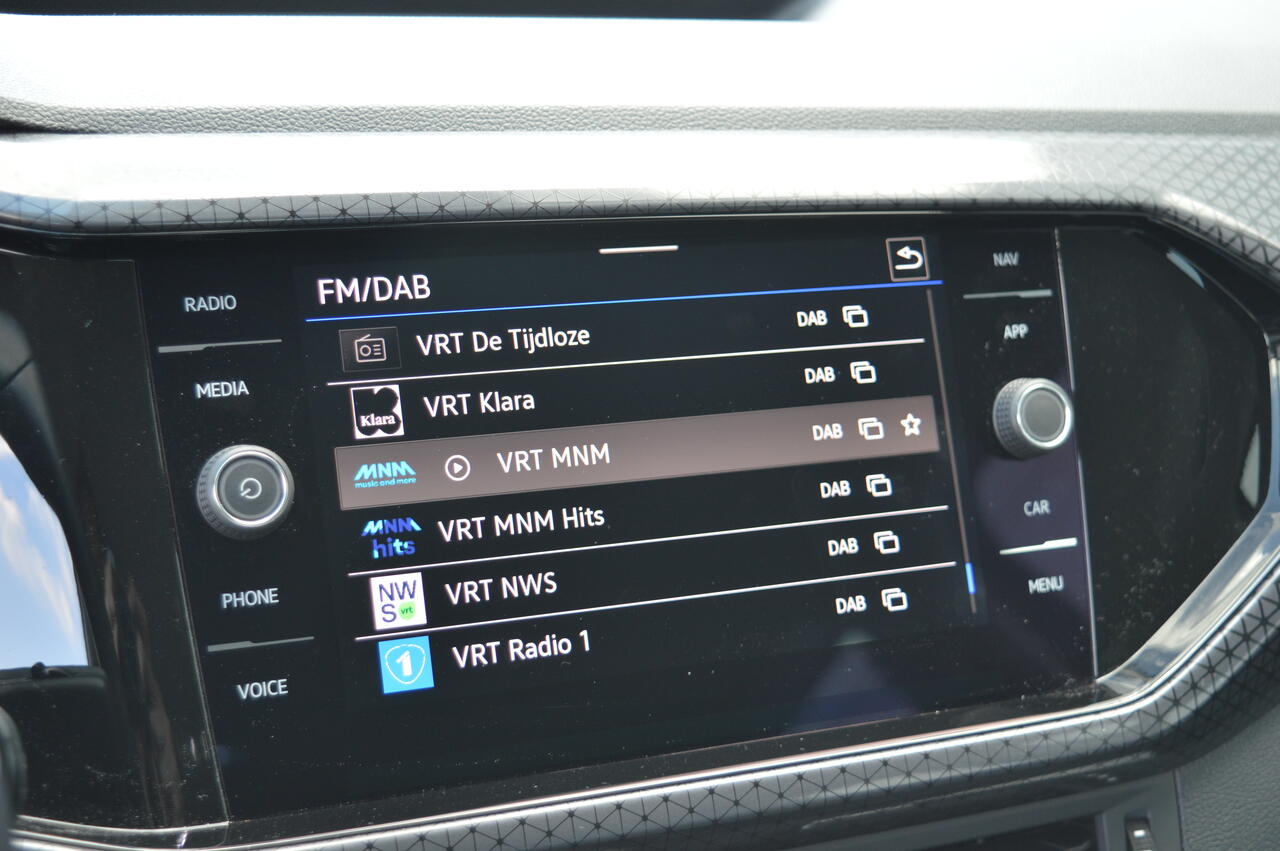 RADIO
MEDIA
PHONE
VOICE
FM/DAB
VRT De Tijdloze DAB
Klara VRT Klara DAB
MNM music and more VRT MNM DAB
MNM hits VRT MNM Hits DAB
NWS vrt VRT NWS DAB
1 VRT Radio 1 DAB
NAV
APP
CAR
MENU